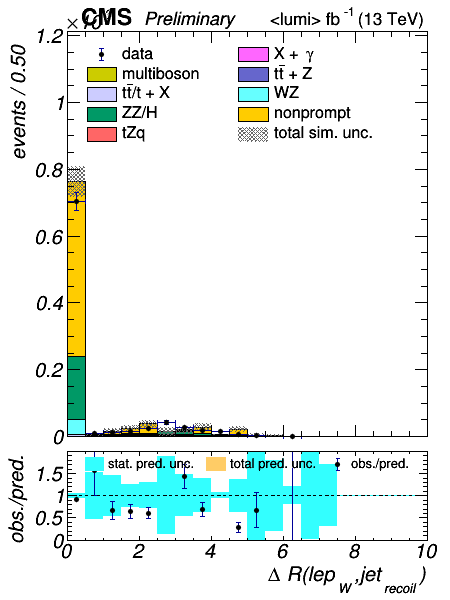 ×10 CMS Preliminary <lumi> fb⁻¹ (13 TeV)
events / 0.50
data
multiboson
tt̄/t + X
ZZ/H
tZq
X + γ
tt̄ + Z
WZ
nonprompt
total sim. unc.
1.2
1
0.8
0.6
0.4
0.2
0
obs./pred.
stat. pred. unc. total pred. unc. obs./pred.
1.5
1
0.5
0
0 2 4 6 8 10
Δ R(lep_W,jet_recoil)